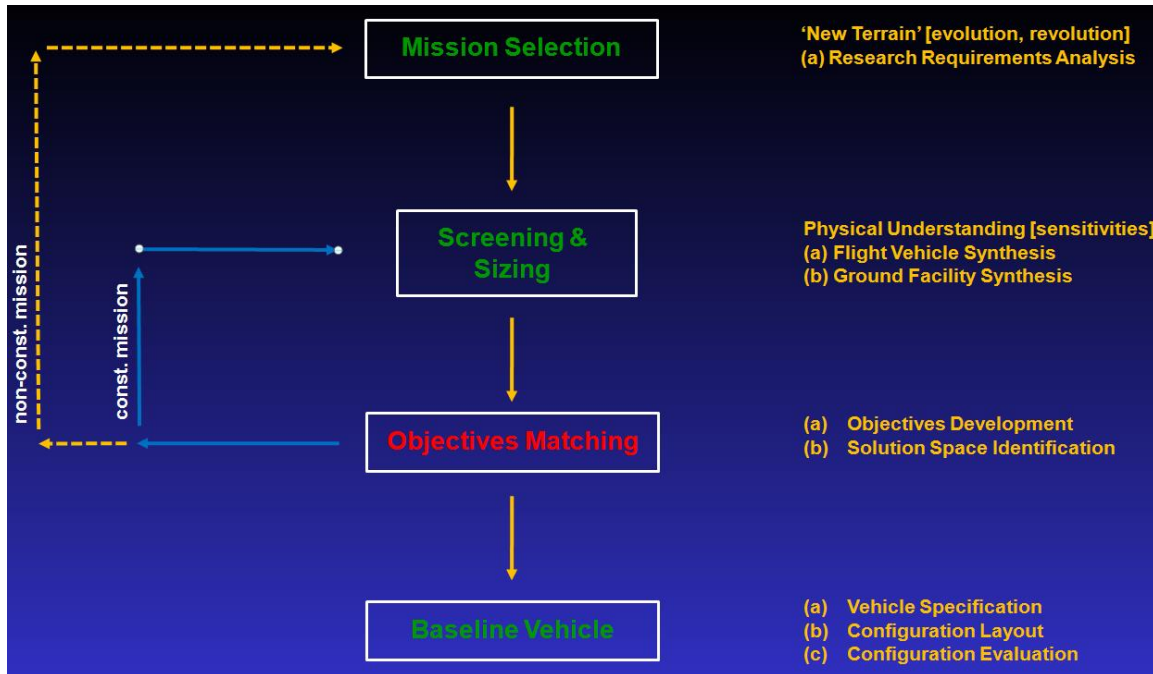 Mission Selection
'New Terrain' [evolution, revolution]
(a) Research Requirements Analysis
Screening &
Sizing
Physical Understanding [sensitivities]
(a) Flight Vehicle Synthesis
(b) Ground Facility Synthesis
non-const. mission
const. mission
Objectives Matching
(a) Objectives Development
(b) Solution Space Identification
Baseline Vehicle
(a) Vehicle Specification
(b) Configuration Layout
(c) Configuration Evaluation